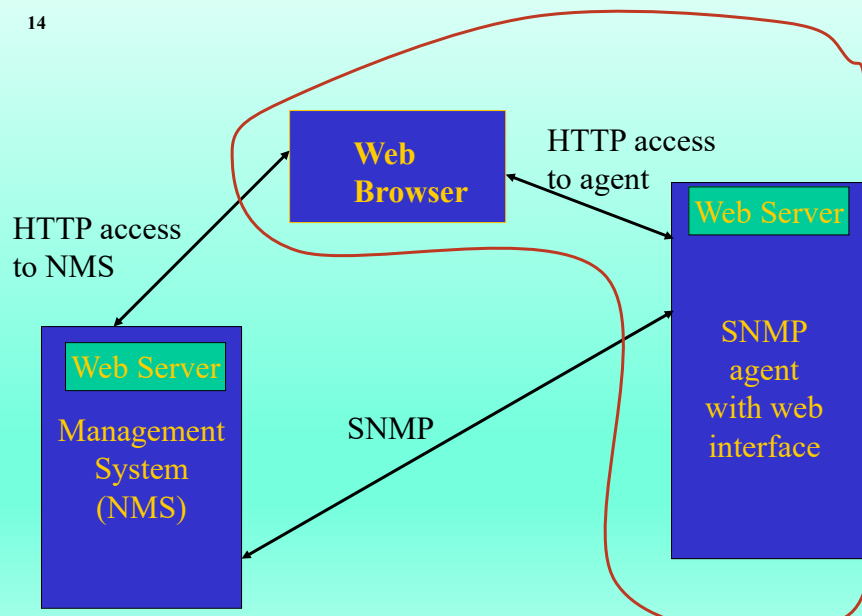 14
Web
Browser
HTTP access
to agent
Web Server
HTTP access
to NMS
SNMP
agent
with web
interface
Web Server
Management
System
(NMS)
SNMP